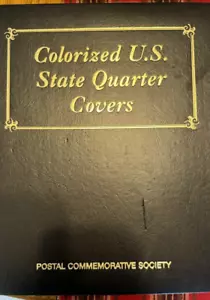 Colorized U.S.
State Quarter
Covers
POSTAL COMMEMORATIVE SOCIETY